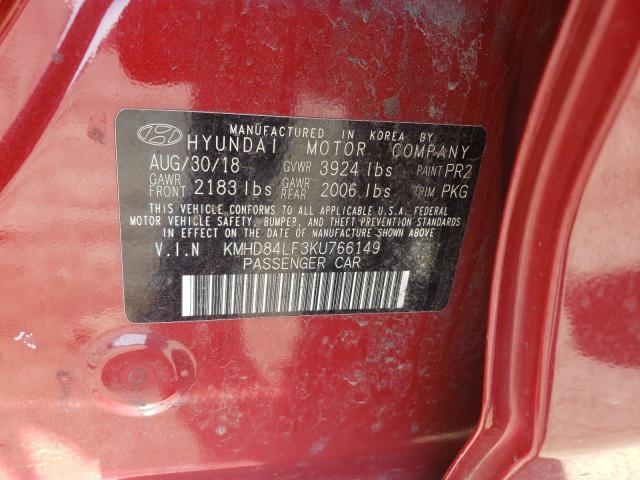 MANUFACTURED IN KOREA BY
HYUNDAI MOTOR COMPANY
AUG/30/18 GVWR 3924 lbs PAINT PR2
GAWR FRONT 2183 lbs GAWR REAR 2006 lbs TRIM PKG
THIS VEHICLE CONFORMS TO ALL APPLICABLE U.S.A. FEDERAL
MOTOR VEHICLE SAFETY, BUMPER, AND THEFT PREVENTION STANDARDS
IN EFFECT ON THE DATE OF MANUFACTURE SHOWN ABOVE
V.I.N KMHD84LF3KU766149
PASSENGER CAR